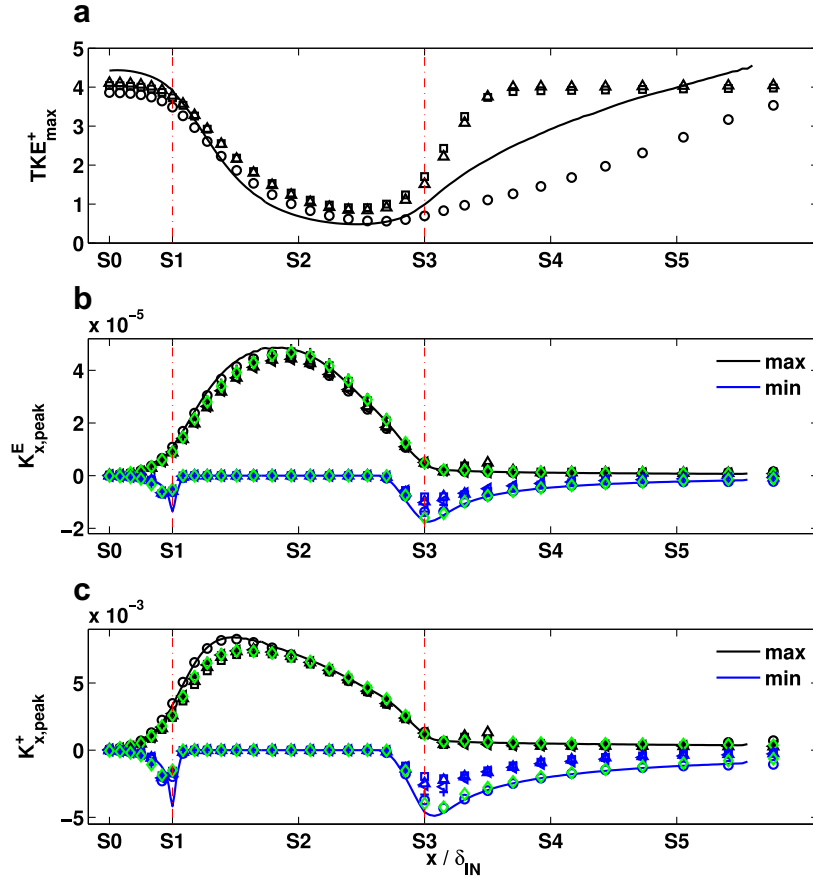 a
5
4
3
2
1
0
TKE⁺max
S0 S1 S2 S3 S4 S5
b
x 10⁻⁵
4
2
0
−2
Kᴱx,peak
max
min
S0 S1 S2 S3 S4 S5
c
x 10⁻³
5
0
−5
K⁺x,peak
max
min
S0 S1 S2 S3 S4 S5
x / δIN